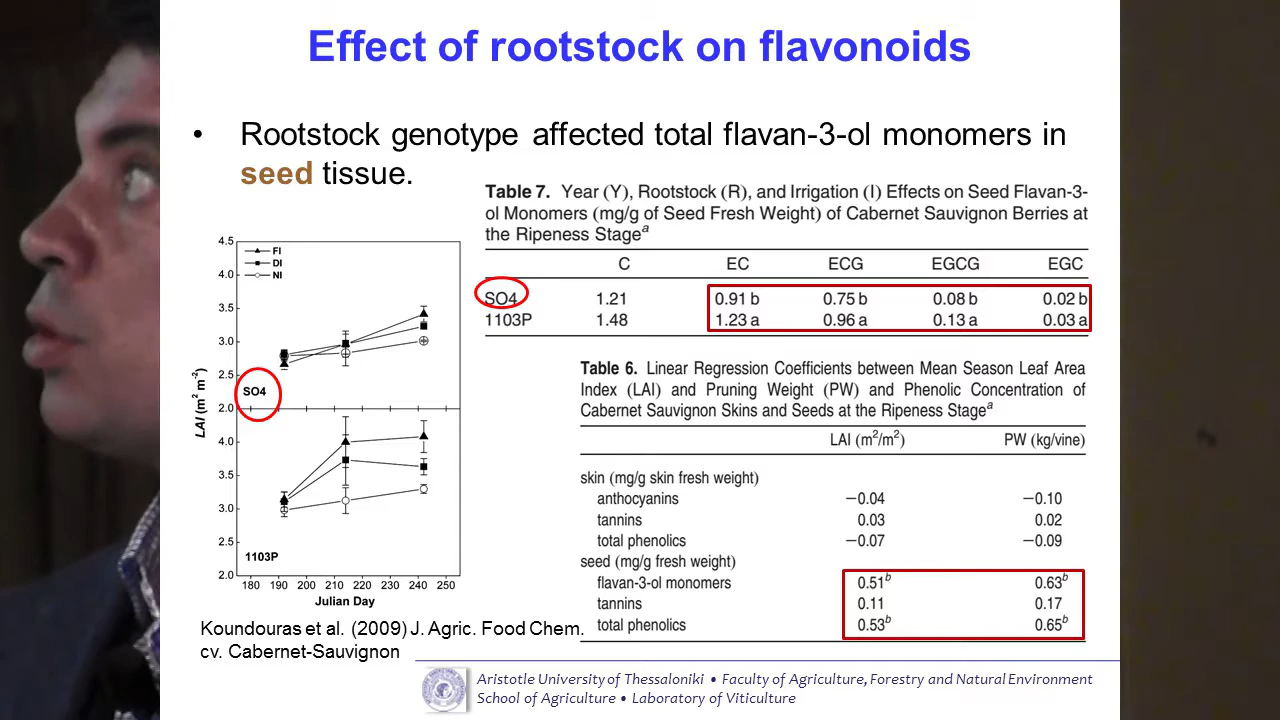 Effect of rootstock on flavonoids
• Rootstock genotype affected total flavan-3-ol monomers in
seed tissue.
Table 7. Year (Y), Rootstock (R), and Irrigation (I) Effects on Seed Flavan-3-
ol Monomers (mg/g of Seed Fresh Weight) of Cabernet Sauvignon Berries at
the Ripeness Stage^a
C EC ECG EGCG EGC
SO4 1.21 0.91 b 0.75 b 0.08 b 0.02 b
1103P 1.48 1.23 a 0.96 a 0.13 a 0.03 a
4.5
FI
DI
4.0 NI
3.5
3.0
2.5
SO4
2.0
LAI (m² m⁻²)
4.0
3.5
3.0
2.5
1103P
2.0
180 190 200 210 220 230 240 250
Julian Day
Table 6. Linear Regression Coefficients between Mean Season Leaf Area
Index (LAI) and Pruning Weight (PW) and Phenolic Concentration of
Cabernet Sauvignon Skins and Seeds at the Ripeness Stage^a
LAI (m²/m²) PW (kg/vine)
skin (mg/g skin fresh weight)
anthocyanins −0.04 −0.10
tannins 0.03 0.02
total phenolics −0.07 −0.09
seed (mg/g fresh weight)
flavan-3-ol monomers 0.51^b 0.63^b
tannins 0.11 0.17
total phenolics 0.53^b 0.65^b
Koundouras et al. (2009) J. Agric. Food Chem.
cv. Cabernet-Sauvignon
Aristotle University of Thessaloniki • Faculty of Agriculture, Forestry and Natural Environment
School of Agriculture • Laboratory of Viticulture